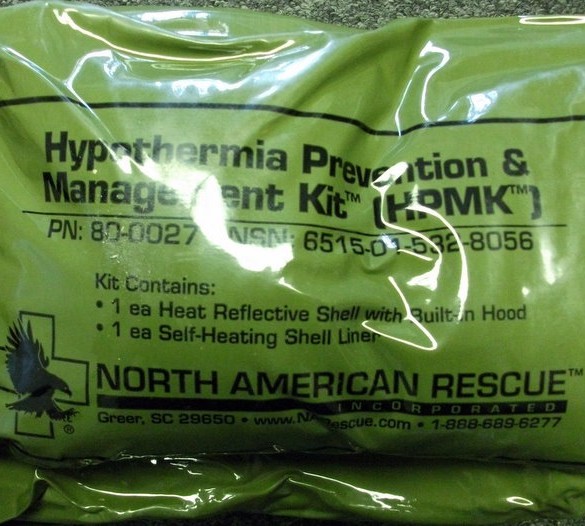 Hypothermia Prevention &
Management Kit™ (HPMK™)
PN: 80-0027 NSN: 6515-01-532-8056
Kit Contains:
• 1 ea Heat Reflective Shell with Built-in Hood
• 1 ea Self-Heating Shell Liner
NORTH AMERICAN RESCUE™
INCORPORATED
® Greer, SC 29650 • www.NARescue.com • 1-888-689-6277